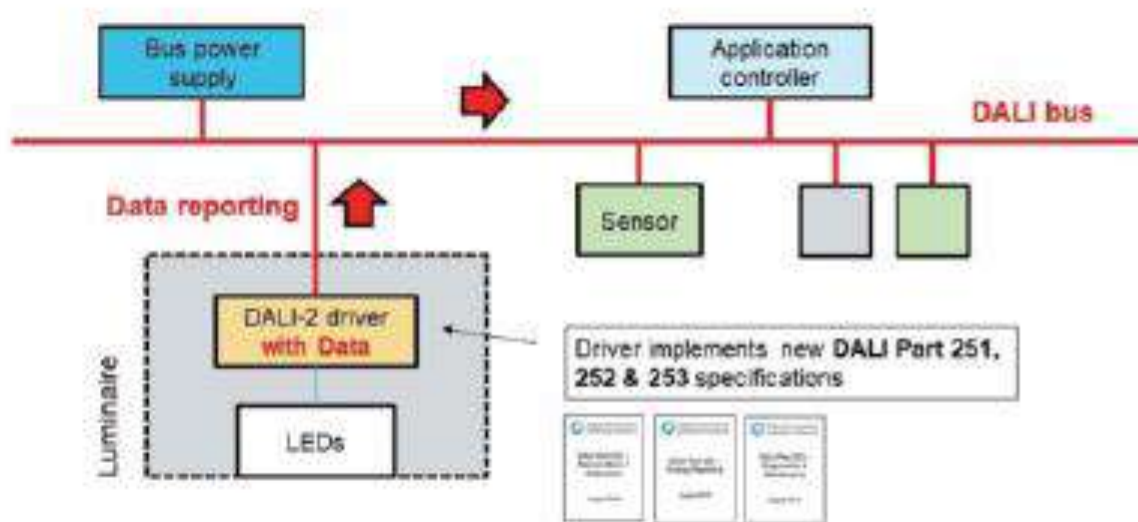 Bus power
supply
Application
controller
DALI bus
Data reporting
Sensor
DALI-2 driver
with Data
Luminaire
LEDs
Driver implements new DALI Part 251,
252 & 253 specifications